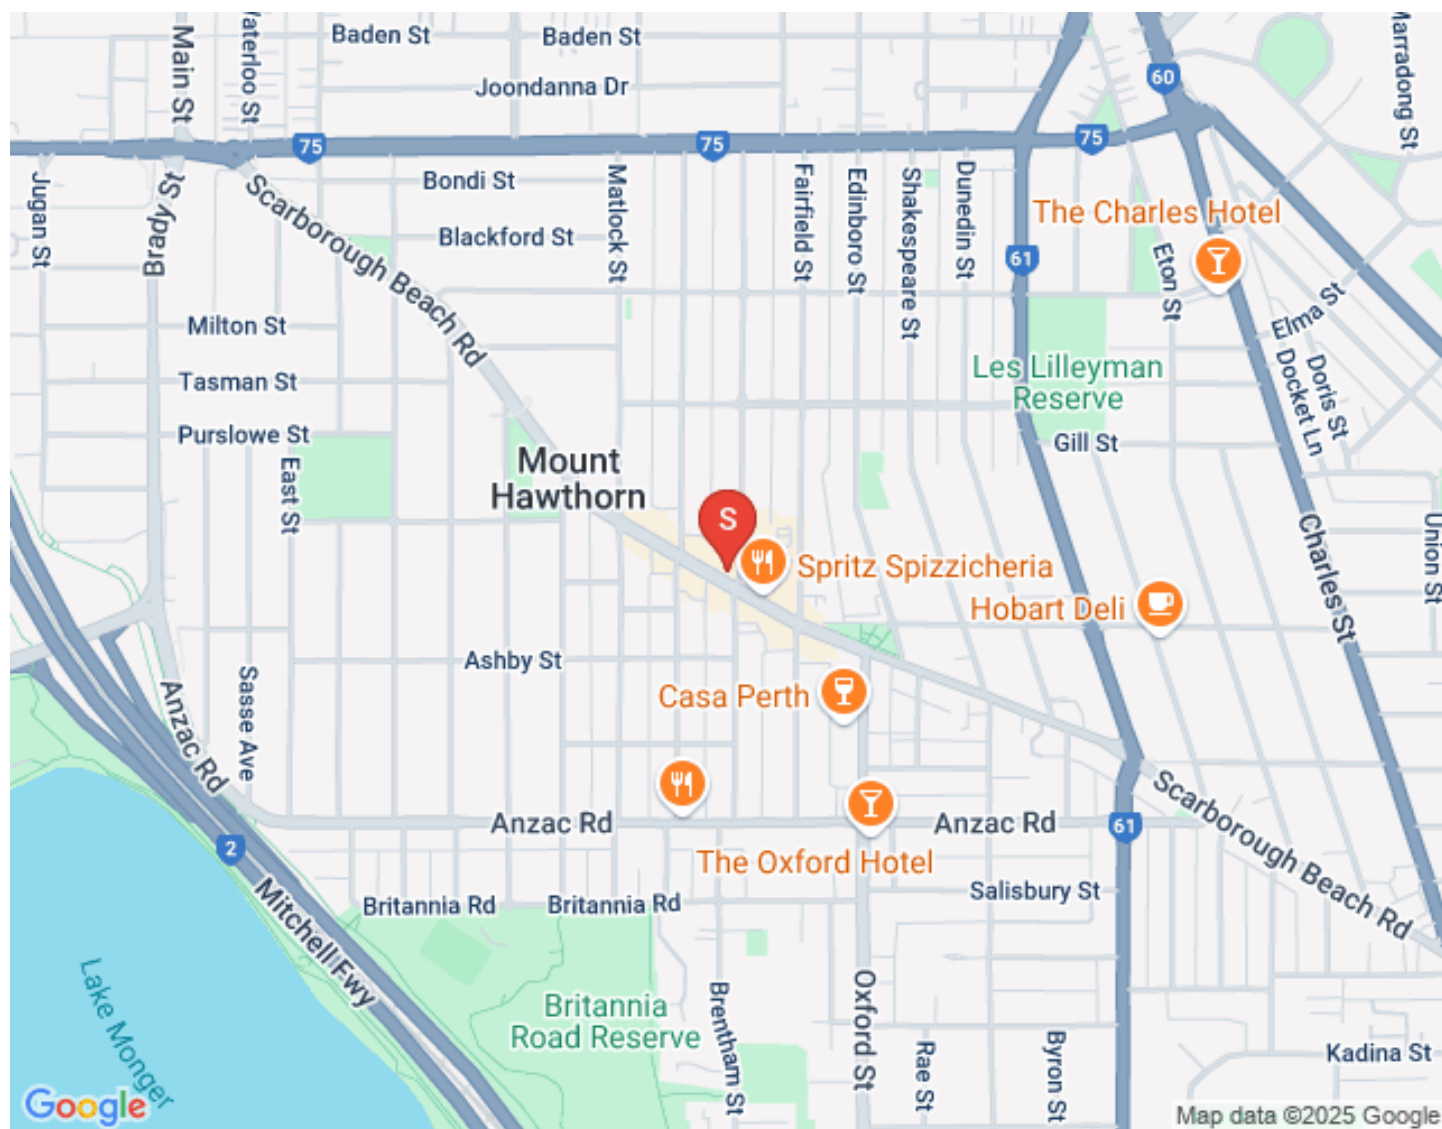 Main St
Waterloo St
Baden St
Baden St
Marradong St
Joondanna Dr
60
75
75
75
Jugan St
Brady St
Scarborough Beach Rd
Bondi St
Matlock St
Fairfield St
Edinboro St
Shakespeare St
Dunedin St
The Charles Hotel
Blackford St
61
Eton St
Elma St
Milton St
Doris St
Docket Ln
Tasman St
Les Lilleyman
Reserve
Purslowe St
Gill St
East St
Mount
Hawthorn
S
Charles St
Union St
Spritz Spizzicheria
Hobart Deli
Ashby St
Sasse Ave
Anzac Rd
Casa Perth
Scarborough Beach Rd
Anzac Rd
Anzac Rd
61
2
The Oxford Hotel
Salisbury St
Britannia Rd
Britannia Rd
Mitchell Fwy
Lake Monger
Britannia
Road Reserve
Brentham St
Oxford St
Rae St
Byron St
Kadina St
Google
Map data ©2025 Google